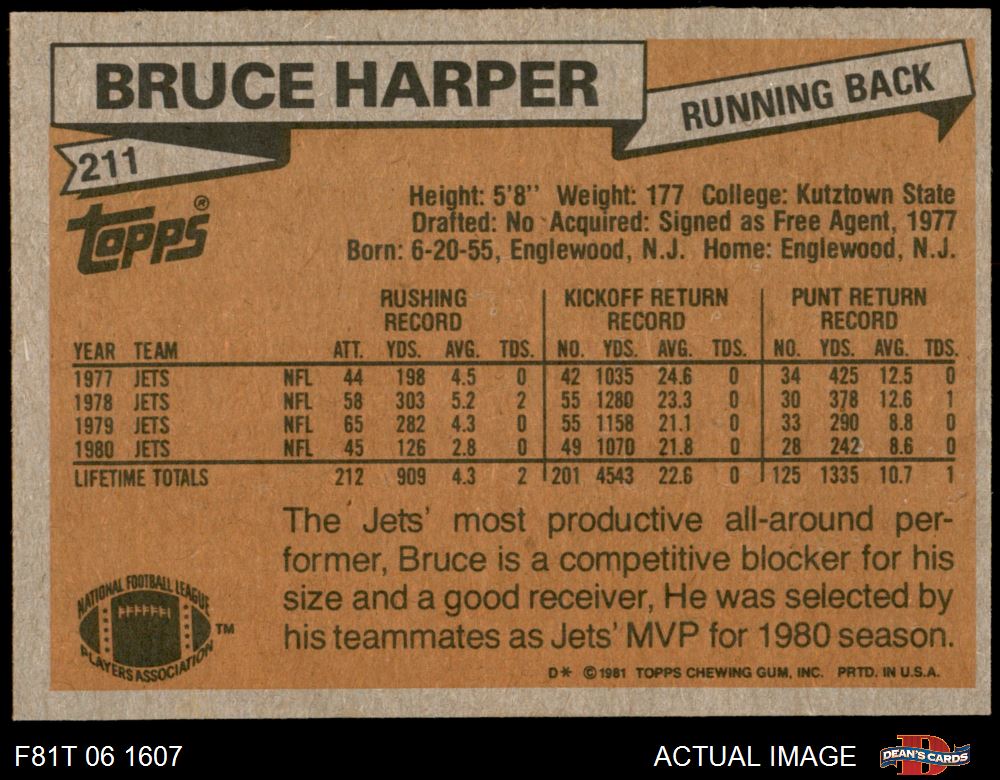 BRUCE HARPER
RUNNING BACK
211
Topps®
Height: 5'8'' Weight: 177 College: Kutztown State
Drafted: No Acquired: Signed as Free Agent, 1977
Born: 6-20-55, Englewood, N.J. Home: Englewood, N.J.
RUSHING RECORD KICKOFF RETURN RECORD PUNT RETURN RECORD
YEAR TEAM ATT. YDS. AVG. TDS. NO. YDS. AVG. TDS. NO. YDS. AVG. TDS.
1977 JETS NFL 44 198 4.5 0 42 1035 24.6 0 34 425 12.5 0
1978 JETS NFL 58 303 5.2 2 55 1280 23.3 0 30 378 12.6 1
1979 JETS NFL 65 282 4.3 0 55 1158 21.1 0 33 290 8.8 0
1980 JETS NFL 45 126 2.8 0 49 1070 21.8 0 28 242 8.6 0
LIFETIME TOTALS 212 909 4.3 2 201 4543 22.6 0 125 1335 10.7 1
The Jets' most productive all-around per-
former, Bruce is a competitive blocker for his
size and a good receiver, He was selected by
his teammates as Jets' MVP for 1980 season.
NATIONAL FOOTBALL LEAGUE
PLAYERS ASSOCIATION
TM
D* ©1981 TOPPS CHEWING GUM, INC. PRTD. IN U.S.A.
F81T 06 1607
ACTUAL IMAGE
DEAN'S CARDS